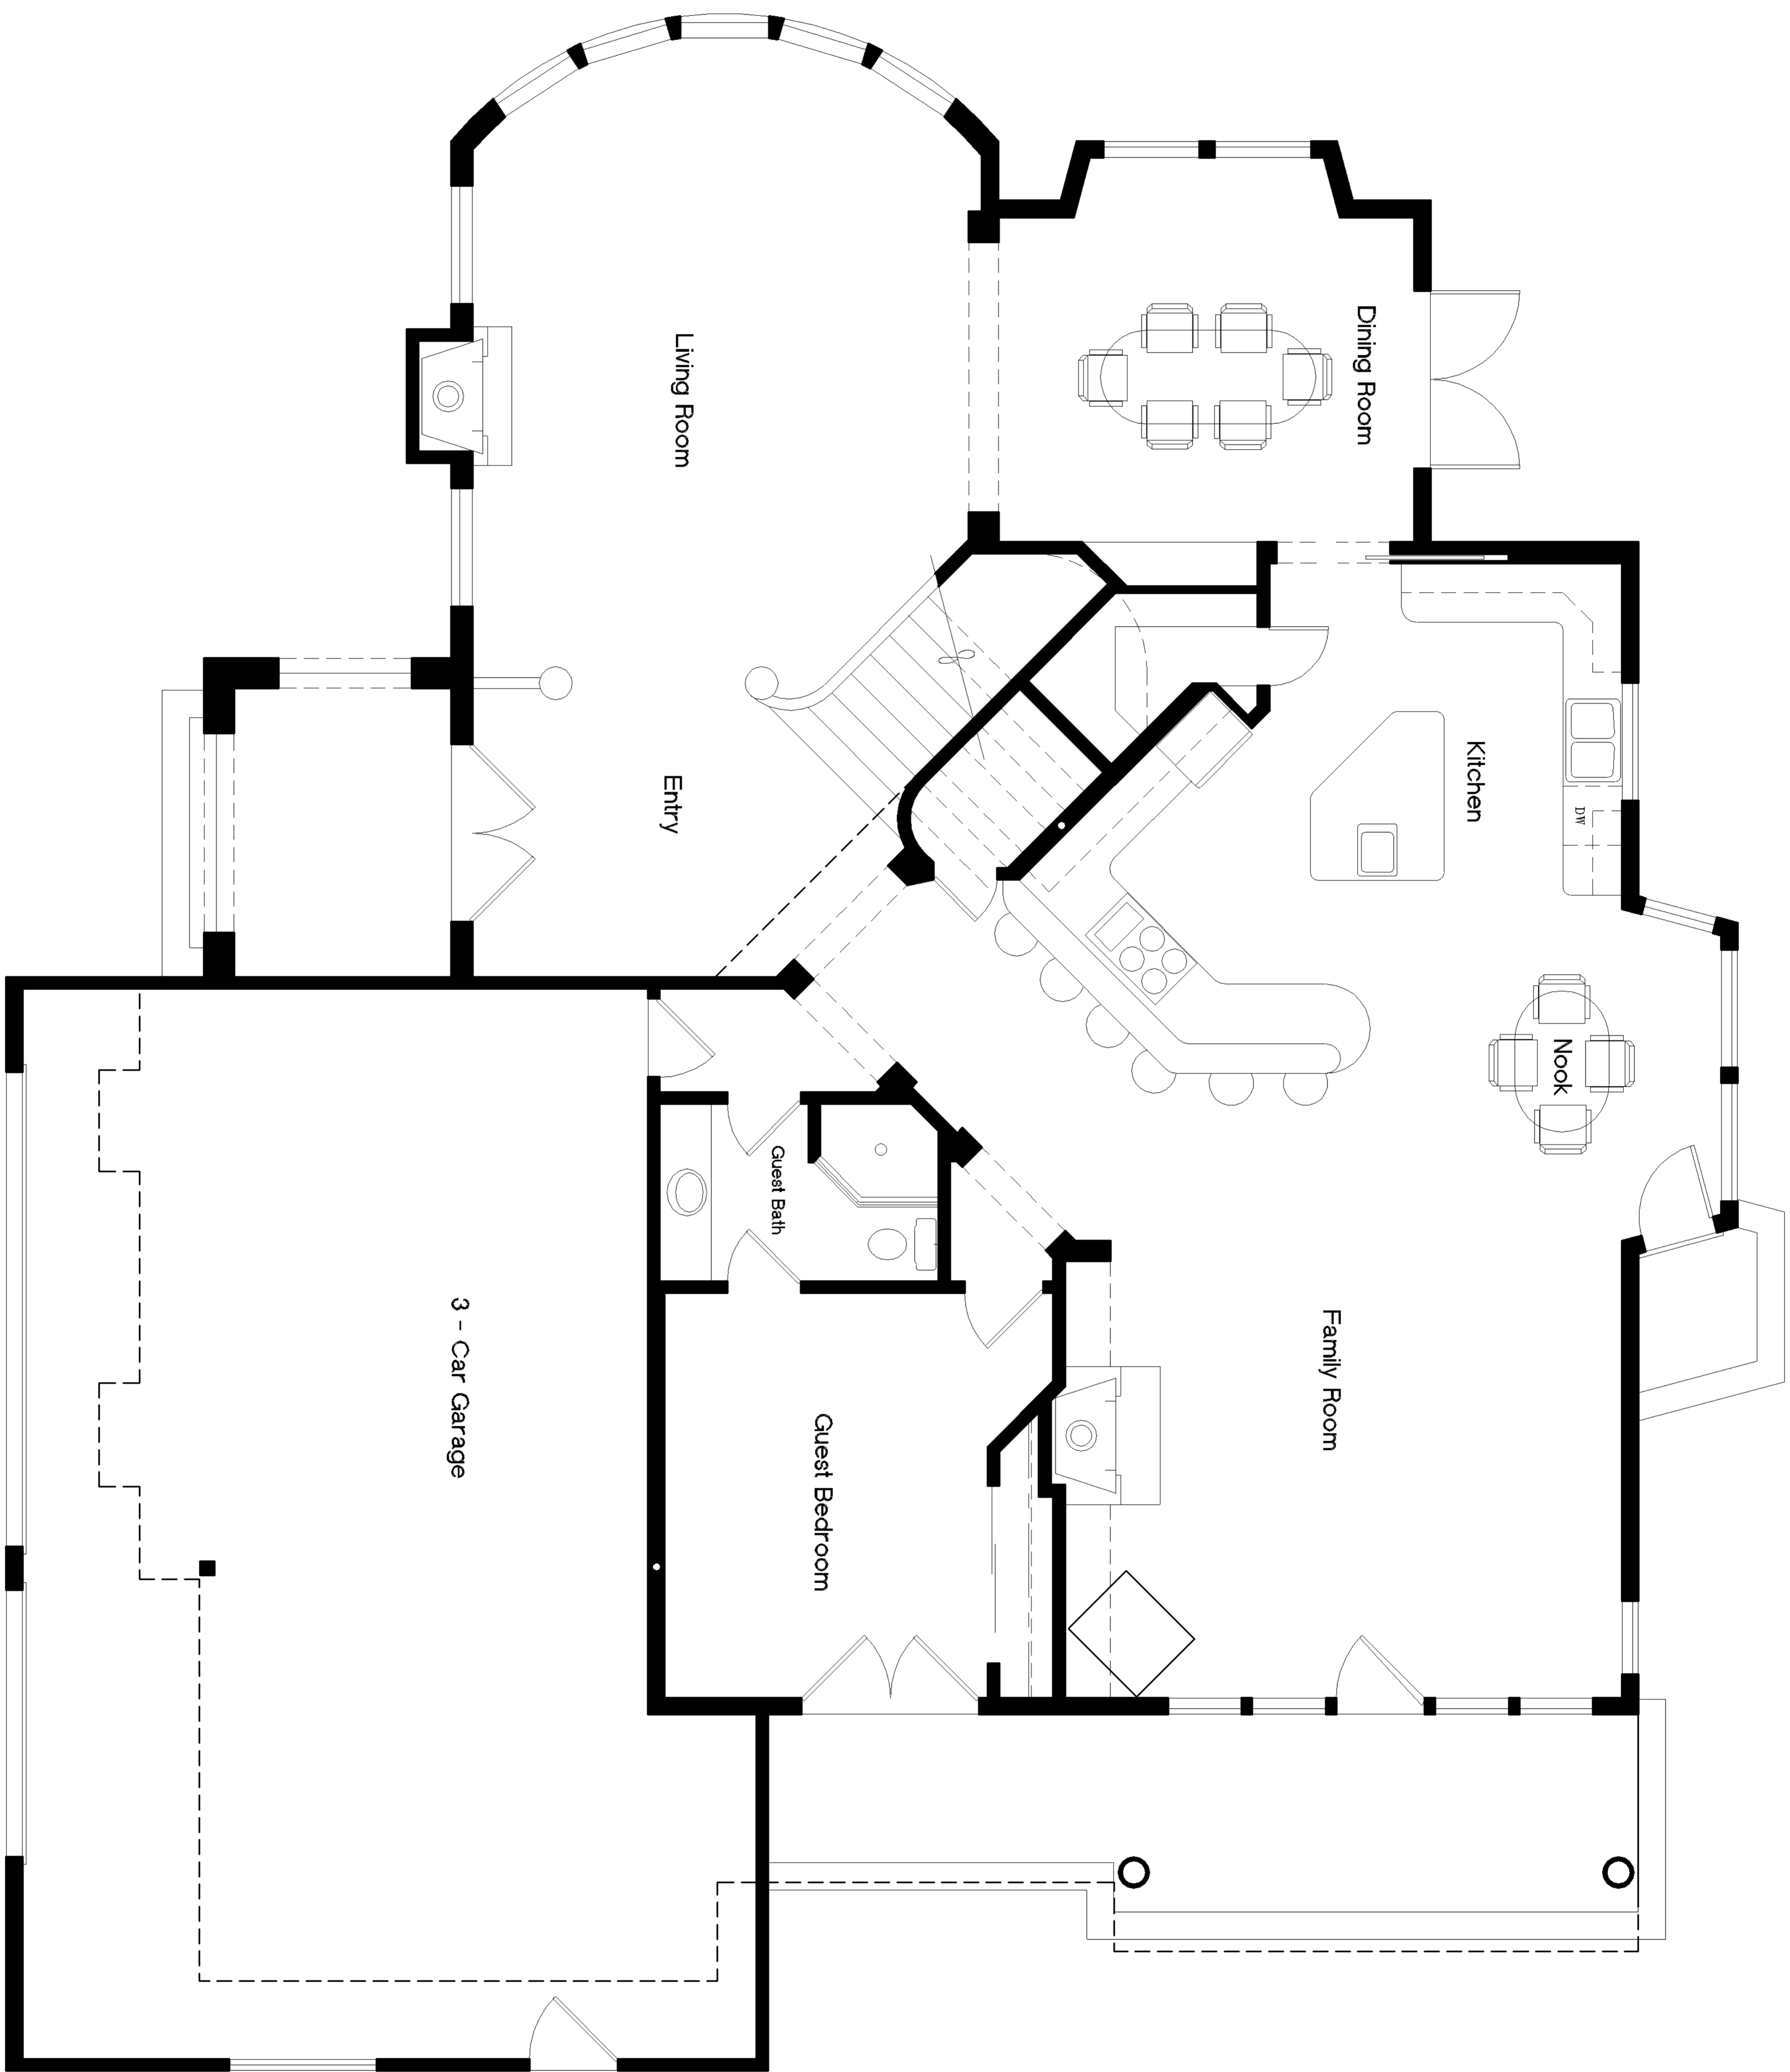 Dining Room
Living Room
Kitchen
DW
Entry
Nook
Guest Bath
Family Room
Guest Bedroom
3 - Car Garage